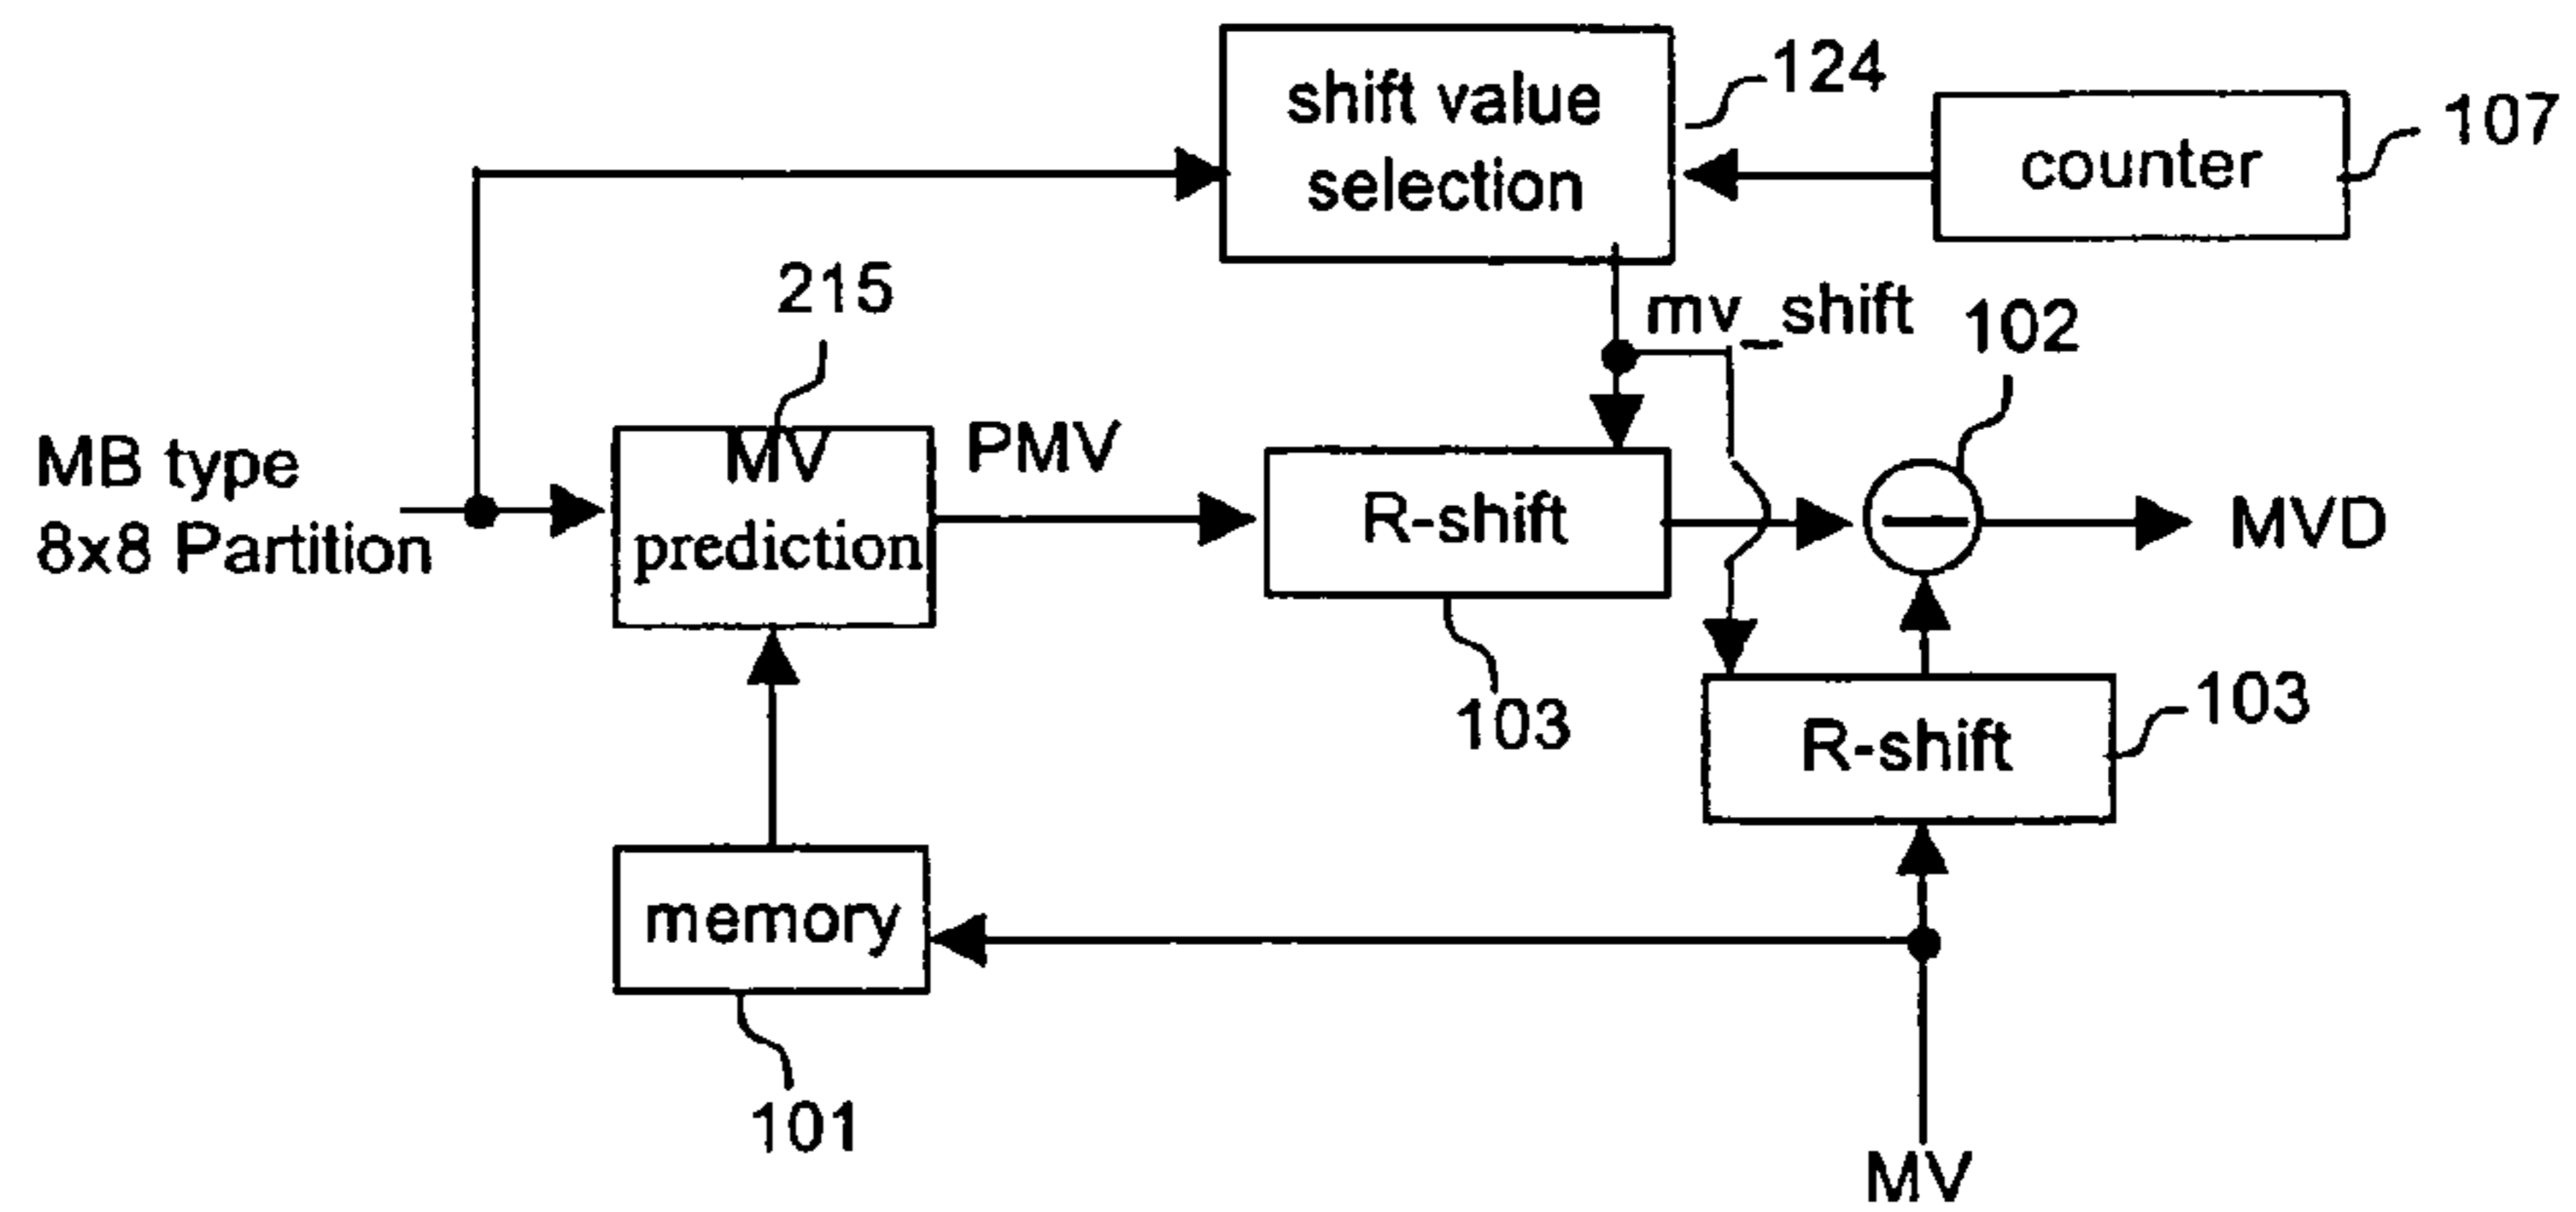 shift value
selection
124
counter
107
215
mv_shift
102
MB type
8x8 Partition
MV
prediction
PMV
R-shift
MVD
103
R-shift
103
memory
101
MV